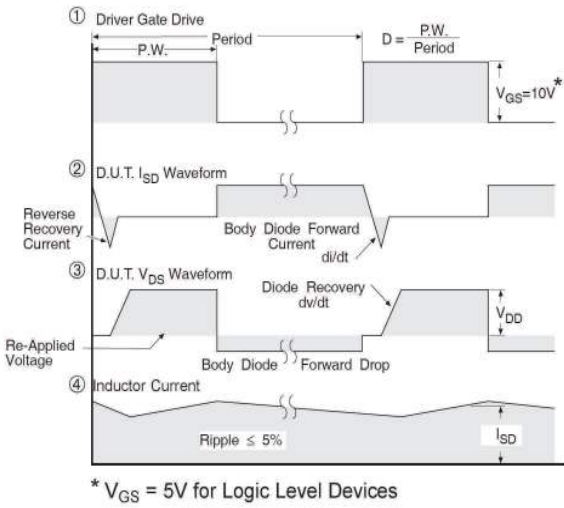 ① Driver Gate Drive
Period
P.W.
D = P.W. / Period
V_GS=10V*
② D.U.T. I_SD Waveform
Reverse
Recovery
Current
Body Diode Forward
Current
di/dt
③ D.U.T. V_DS Waveform
Diode Recovery
dv/dt
V_DD
Re-Applied
Voltage
Body Diode
Forward Drop
④ Inductor Current
Ripple ≤ 5%
I_SD
* V_GS = 5V for Logic Level Devices